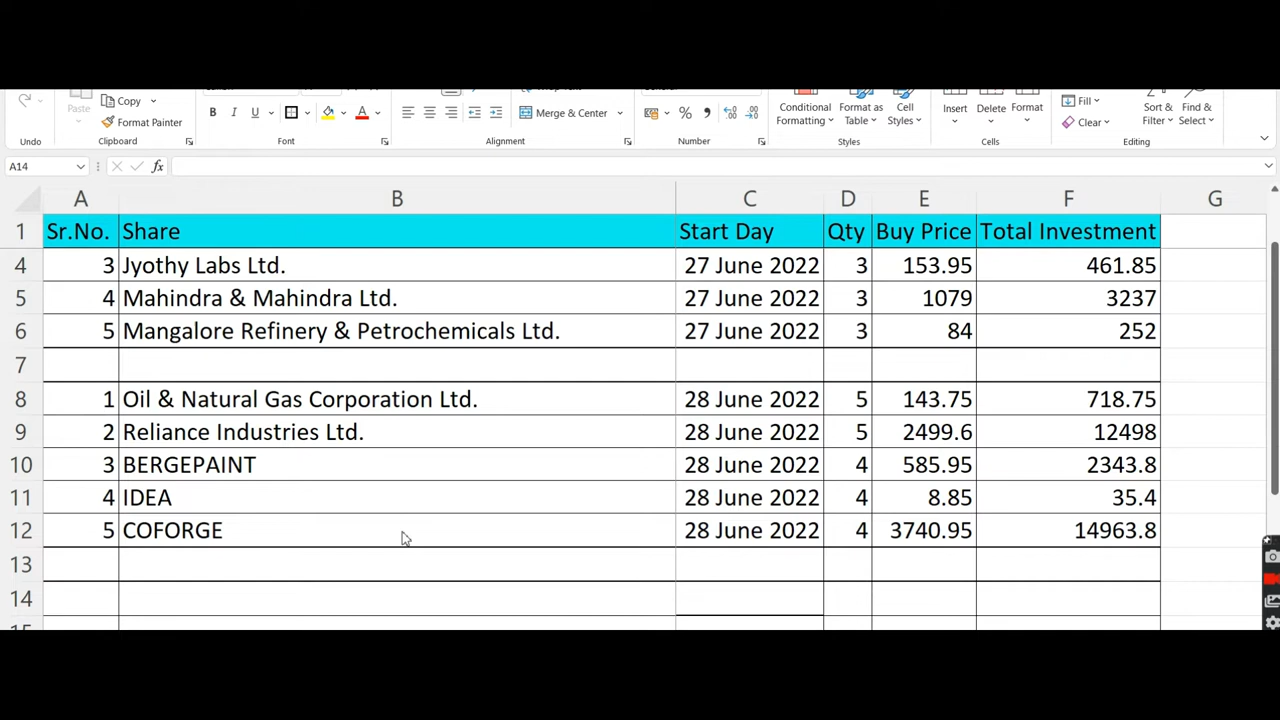 Paste
Copy
Format Painter
B I U
A
Merge & Center
%
Conditional Formatting
Format as Table
Cell Styles
Insert
Delete
Format
Fill
Clear
Sort & Filter
Find & Select
Undo Clipboard Font Alignment Number Styles Cells Editing
A14 fx
A B C D E F G
1 Sr.No. Share Start Day Qty Buy Price Total Investment
4 3 Jyothy Labs Ltd. 27 June 2022 3 153.95 461.85
5 4 Mahindra & Mahindra Ltd. 27 June 2022 3 1079 3237
6 5 Mangalore Refinery & Petrochemicals Ltd. 27 June 2022 3 84 252
7
8 1 Oil & Natural Gas Corporation Ltd. 28 June 2022 5 143.75 718.75
9 2 Reliance Industries Ltd. 28 June 2022 5 2499.6 12498
10 3 BERGEPAINT 28 June 2022 4 585.95 2343.8
11 4 IDEA 28 June 2022 4 8.85 35.4
12 5 COFORGE 28 June 2022 4 3740.95 14963.8
13
14